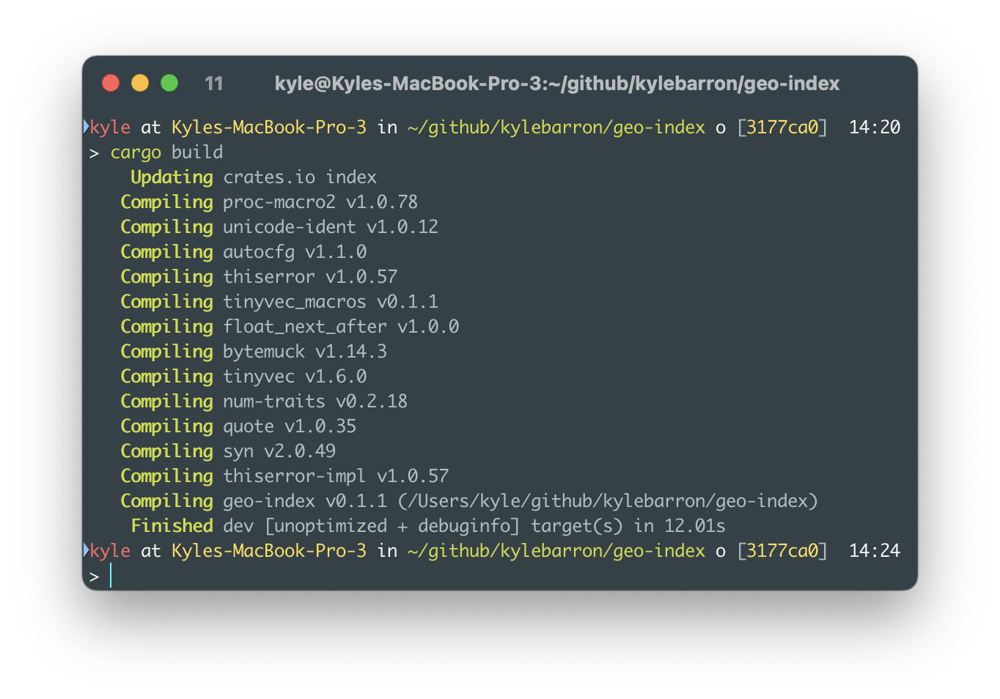 11 kyle@Kyles-MacBook-Pro-3:~/github/kylebarron/geo-index
kyle at Kyles-MacBook-Pro-3 in ~/github/kylebarron/geo-index o [3177ca0] 14:20
> cargo build
Updating crates.io index
Compiling proc-macro2 v1.0.78
Compiling unicode-ident v1.0.12
Compiling autocfg v1.1.0
Compiling thiserror v1.0.57
Compiling tinyvec_macros v0.1.1
Compiling float_next_after v1.0.0
Compiling bytemuck v1.14.3
Compiling tinyvec v1.6.0
Compiling num-traits v0.2.18
Compiling quote v1.0.35
Compiling syn v2.0.49
Compiling thiserror-impl v1.0.57
Compiling geo-index v0.1.1 (/Users/kyle/github/kylebarron/geo-index)
Finished dev [unoptimized + debuginfo] target(s) in 12.01s
kyle at Kyles-MacBook-Pro-3 in ~/github/kylebarron/geo-index o [3177ca0] 14:24
>